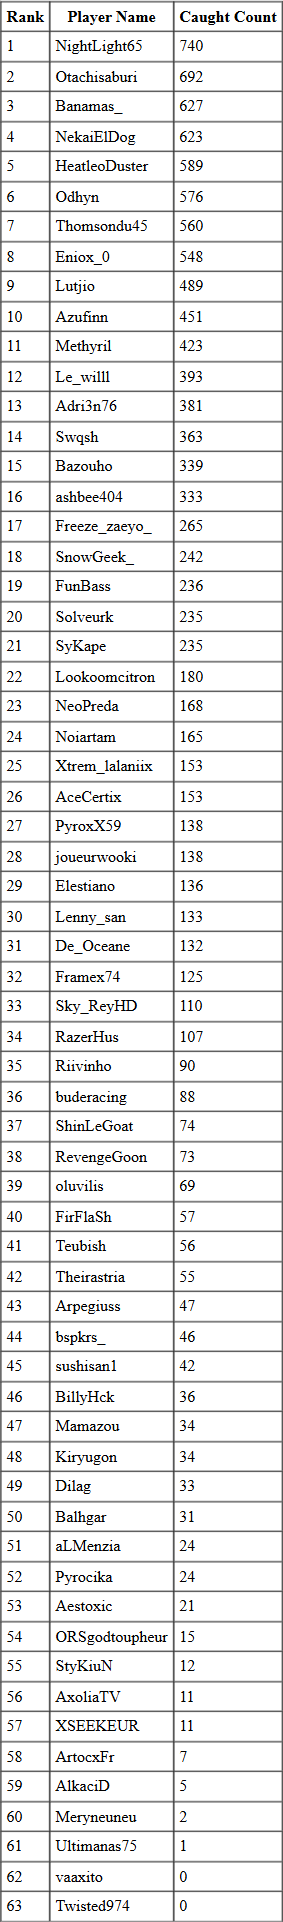 Rank Player Name Caught Count
1 NightLight65 740
2 Otachisaburi 692
3 Banamas_ 627
4 NekaiElDog 623
5 HeatleoDuster 589
6 Odhyn 576
7 Thomsondu45 560
8 Eniox_0 548
9 Lutjio 489
10 Azufinn 451
11 Methyril 423
12 Le_willl 393
13 Adri3n76 381
14 Swqsh 363
15 Bazouho 339
16 ashbee404 333
17 Freeze_zaeyo_ 265
18 SnowGeek_ 242
19 FunBass 236
20 Solveurk 235
21 SyKape 235
22 Lookoomcitron 180
23 NeoPreda 168
24 Noiartam 165
25 Xtrem_lalaniix 153
26 AceCertix 153
27 PyroxX59 138
28 joueurwooki 138
29 Elestiano 136
30 Lenny_san 133
31 De_Oceane 132
32 Framex74 125
33 Sky_ReyHD 110
34 RazerHus 107
35 Riivinho 90
36 buderacing 88
37 ShinLeGoat 74
38 RevengeGoon 73
39 oluvilis 69
40 FirFlaSh 57
41 Teubish 56
42 Theirastria 55
43 Arpegiuss 47
44 bspkrs_ 46
45 sushisan1 42
46 BillyHck 36
47 Mamazou 34
48 Kiryugon 34
49 Dilag 33
50 Balhgar 31
51 aLMenzia 24
52 Pyrocika 24
53 Aestoxic 21
54 ORSgodtoupheur 15
55 StyKiuN 12
56 AxoliaTV 11
57 XSEEKEUR 11
58 ArtocxFr 7
59 AlkaciD 5
60 Meryneuneu 2
61 Ultimanas75 1
62 vaaxito 0
63 Twisted974 0